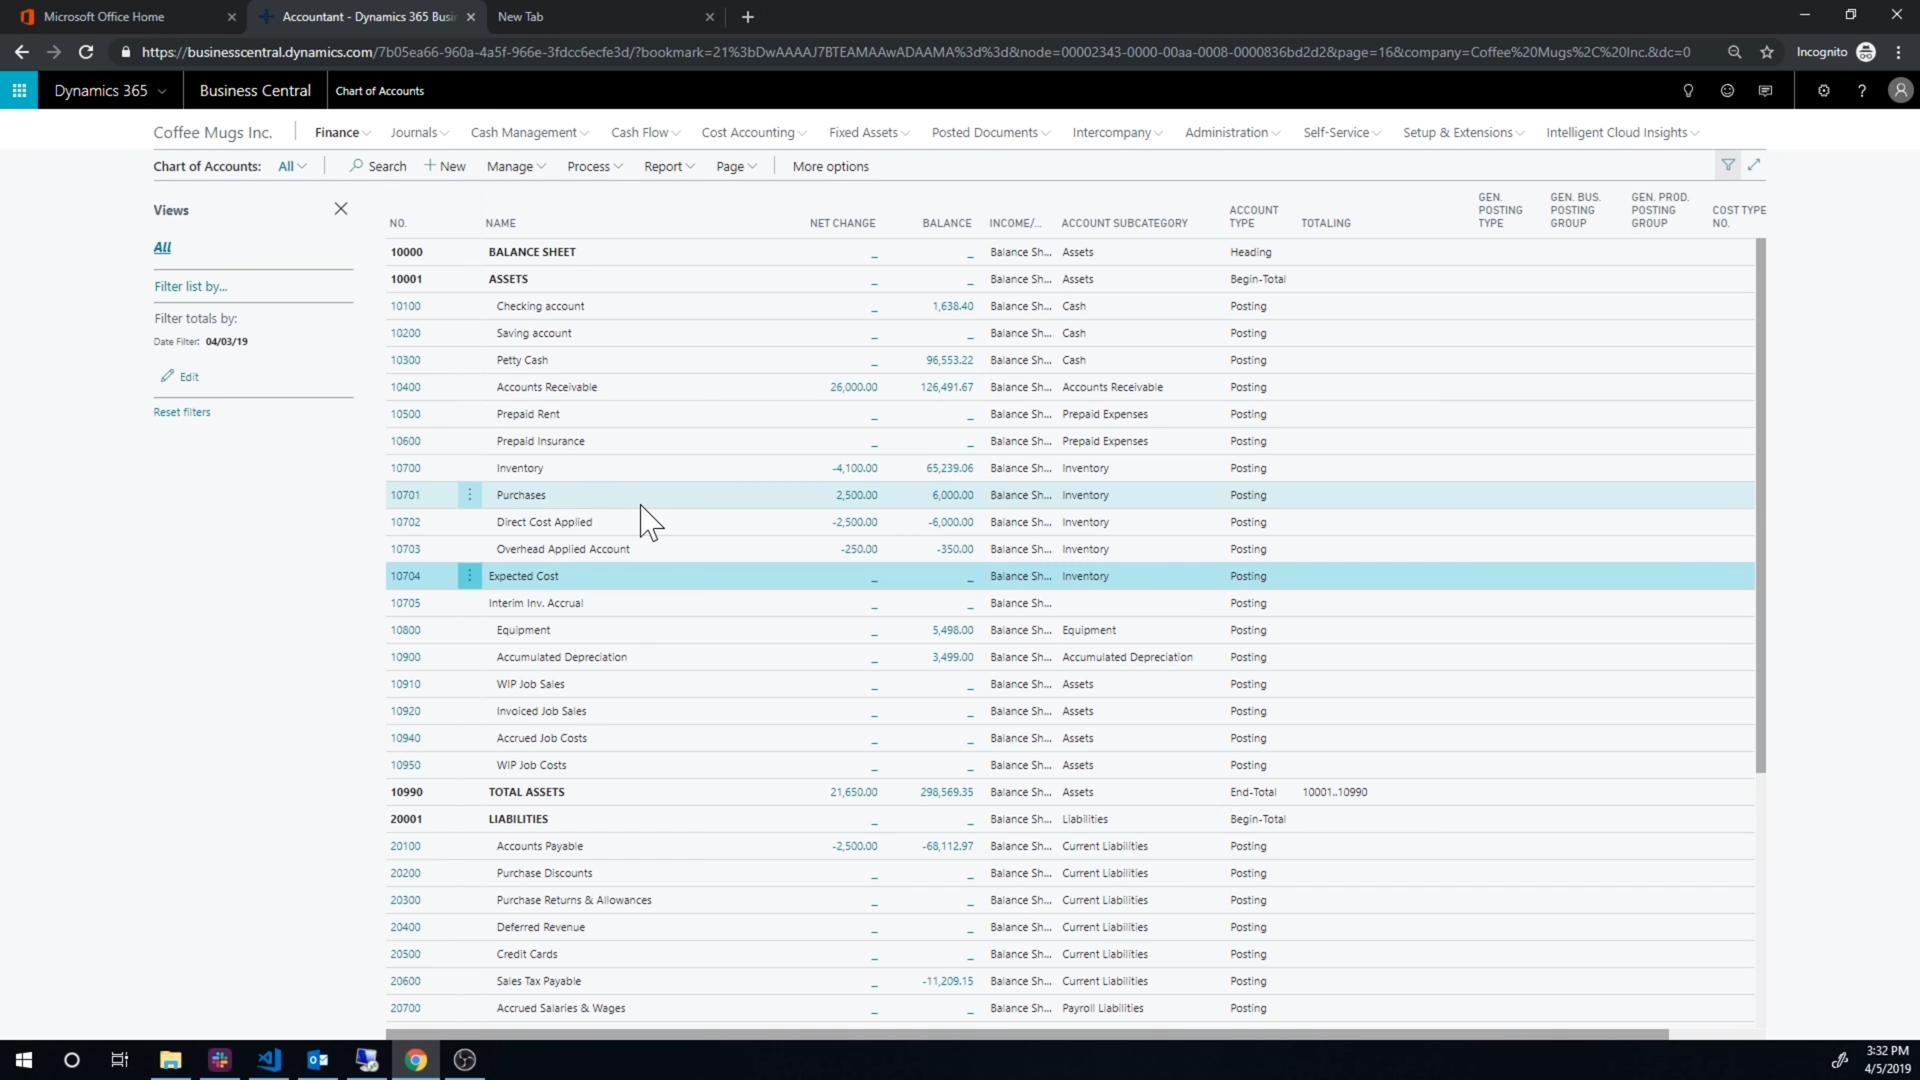 Microsoft Office Home
Accountant - Dynamics 365 Busi
New Tab
https://businesscentral.dynamics.com/7b05ea66-960a-4a5f-966e-3fdcc6ecfe3d/?bookmark=21%3bDwAAAAJ7BTEAMAAwADAAMA%3d%3d&node=00002343-0000-00aa-0008-0000836bd2d2&page=16&company=Coffee%20Mugs%2C%20Inc.&dc=0
Incognito
Dynamics 365
Business Central
Chart of Accounts
Coffee Mugs Inc.
Finance Journals Cash Management Cash Flow Cost Accounting Fixed Assets Posted Documents Intercompany Administration Self-Service Setup & Extensions Intelligent Cloud Insights
Chart of Accounts: All Search + New Manage Process Report Page More options
Views
All
Filter list by...
Filter totals by:
Date Filter: 04/03/19
Edit
Reset filters
NO. NAME NET CHANGE BALANCE INCOME/... ACCOUNT SUBCATEGORY ACCOUNT TYPE TOTALING GEN. POSTING TYPE GEN. BUS. POSTING GROUP GEN. PROD. POSTING GROUP COST TYPE NO.
10000 BALANCE SHEET _ _ Balance Sh... Assets Heading
10001 ASSETS _ _ Balance Sh... Assets Begin-Total
10100 Checking account _ 1,638.40 Balance Sh... Cash Posting
10200 Saving account _ _ Balance Sh... Cash Posting
10300 Petty Cash _ 96,553.22 Balance Sh... Cash Posting
10400 Accounts Receivable 26,000.00 126,491.67 Balance Sh... Accounts Receivable Posting
10500 Prepaid Rent _ _ Balance Sh... Prepaid Expenses Posting
10600 Prepaid Insurance _ _ Balance Sh... Prepaid Expenses Posting
10700 Inventory -4,100.00 65,239.06 Balance Sh... Inventory Posting
10701 Purchases 2,500.00 6,000.00 Balance Sh... Inventory Posting
10702 Direct Cost Applied -2,500.00 -6,000.00 Balance Sh... Inventory Posting
10703 Overhead Applied Account -250.00 -350.00 Balance Sh... Inventory Posting
10704 Expected Cost _ _ Balance Sh... Inventory Posting
10705 Interim Inv. Accrual _ _ Balance Sh... Posting
10800 Equipment _ 5,498.00 Balance Sh... Equipment Posting
10900 Accumulated Depreciation _ 3,499.00 Balance Sh... Accumulated Depreciation Posting
10910 WIP Job Sales _ _ Balance Sh... Assets Posting
10920 Invoiced Job Sales _ _ Balance Sh... Assets Posting
10940 Accrued Job Costs _ _ Balance Sh... Assets Posting
10950 WIP Job Costs _ _ Balance Sh... Assets Posting
10990 TOTAL ASSETS 21,650.00 298,569.35 Balance Sh... Assets End-Total 10001..10990
20001 LIABILITIES _ _ Balance Sh... Liabilities Begin-Total
20100 Accounts Payable -2,500.00 -68,112.97 Balance Sh... Current Liabilities Posting
20200 Purchase Discounts _ _ Balance Sh... Current Liabilities Posting
20300 Purchase Returns & Allowances _ _ Balance Sh... Current Liabilities Posting
20400 Deferred Revenue _ _ Balance Sh... Current Liabilities Posting
20500 Credit Cards _ _ Balance Sh... Current Liabilities Posting
20600 Sales Tax Payable _ -11,209.15 Balance Sh... Current Liabilities Posting
20700 Accrued Salaries & Wages _ _ Balance Sh... Payroll Liabilities Posting
3:32 PM
4/5/2019